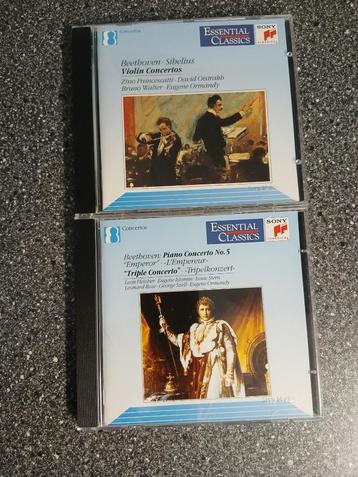 Concertos
ESSENTIAL
CLASSICS
SONY
Beethoven · Sibelius
Violin Concertos
Zino Francescatti · David Oistrakh
Bruno Walter · Eugene Ormandy
Concertos
ESSENTIAL
CLASSICS
SONY
Beethoven: Piano Concerto No. 5
"Emperor" · »L'Empereur«
"Triple Concerto" · »Tripelkonzert«
Leon Fleisher · Eugene Istomin · Isaac Stern
Leonard Rose · George Szell · Eugene Ormandy